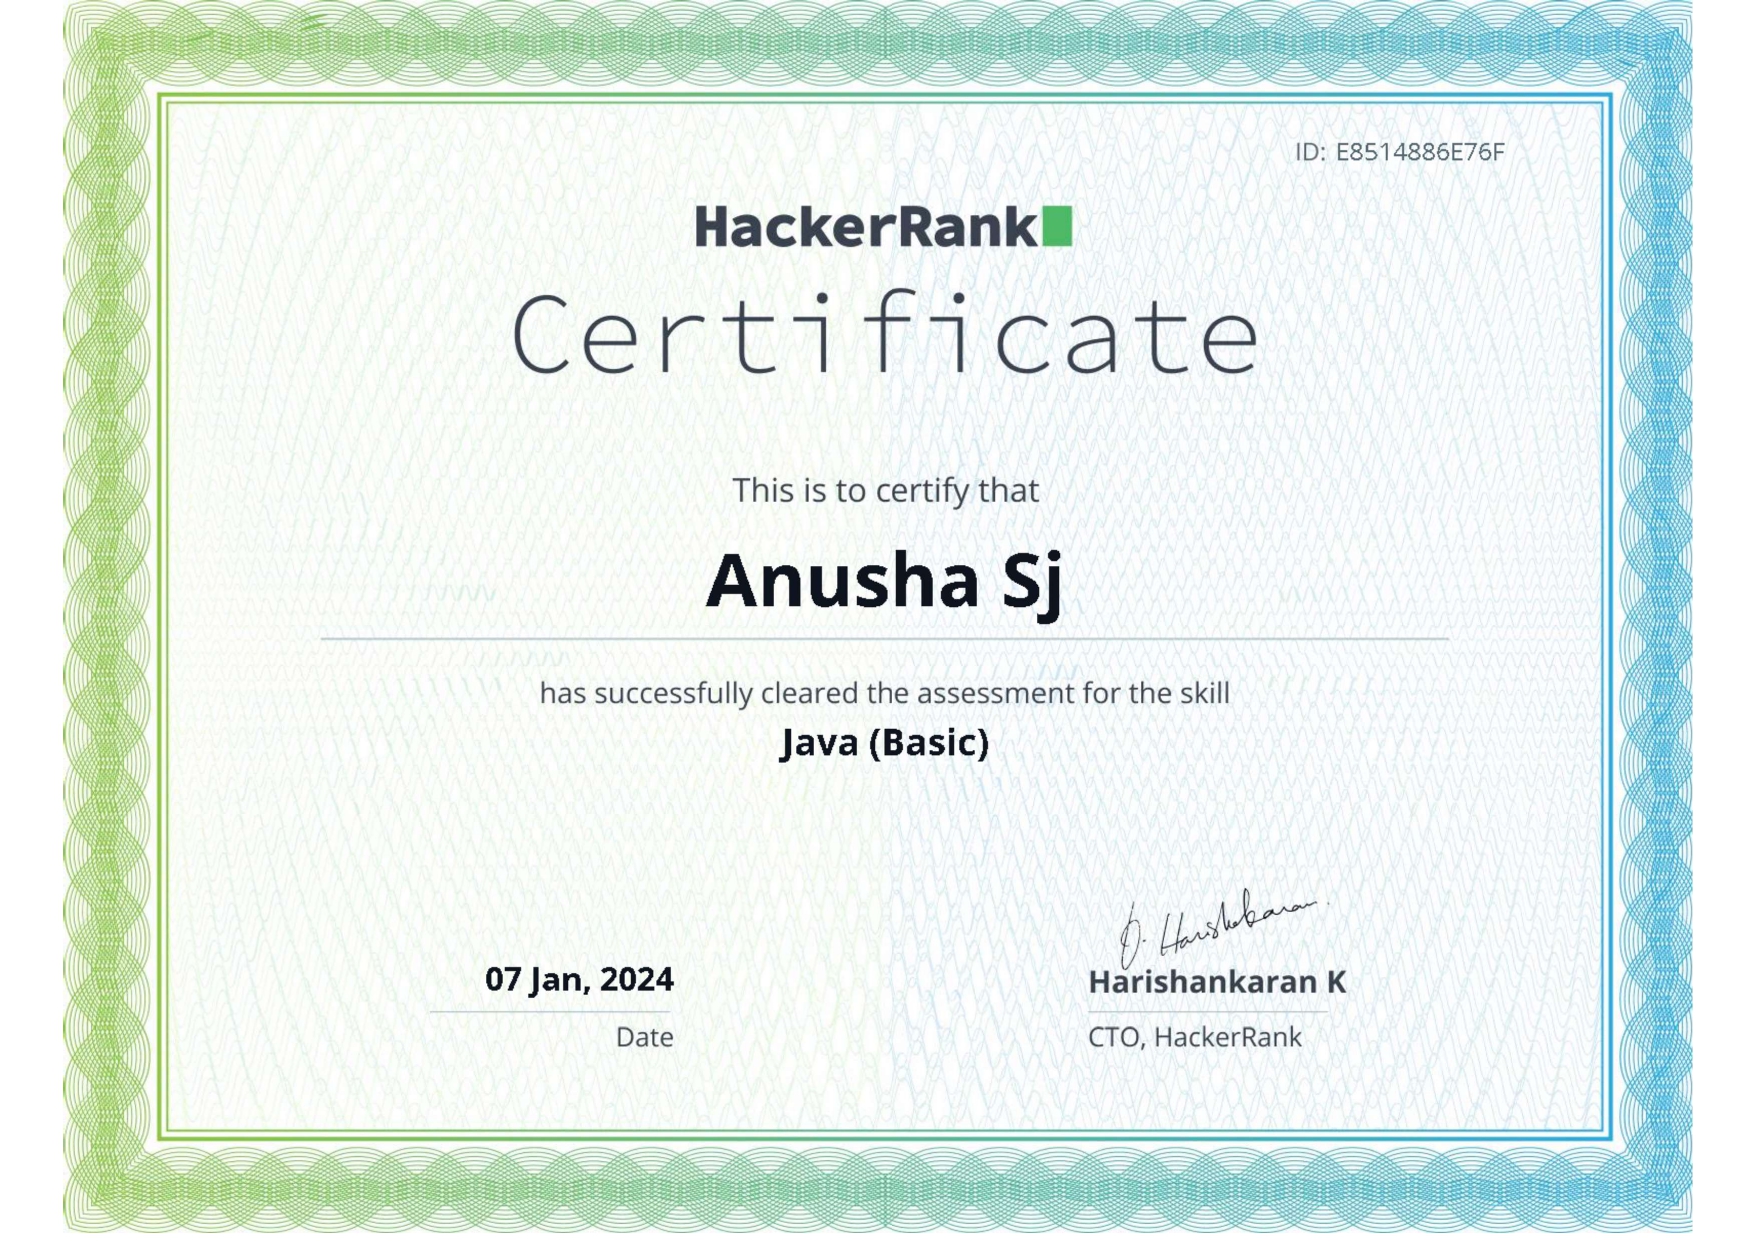 ID: E8514886E76F
HackerRank
Certificate
This is to certify that
Anusha Sj
has successfully cleared the assessment for the skill
Java (Basic)
07 Jan, 2024
Date
D. Harishankaran.
Harishankaran K
CTO, HackerRank